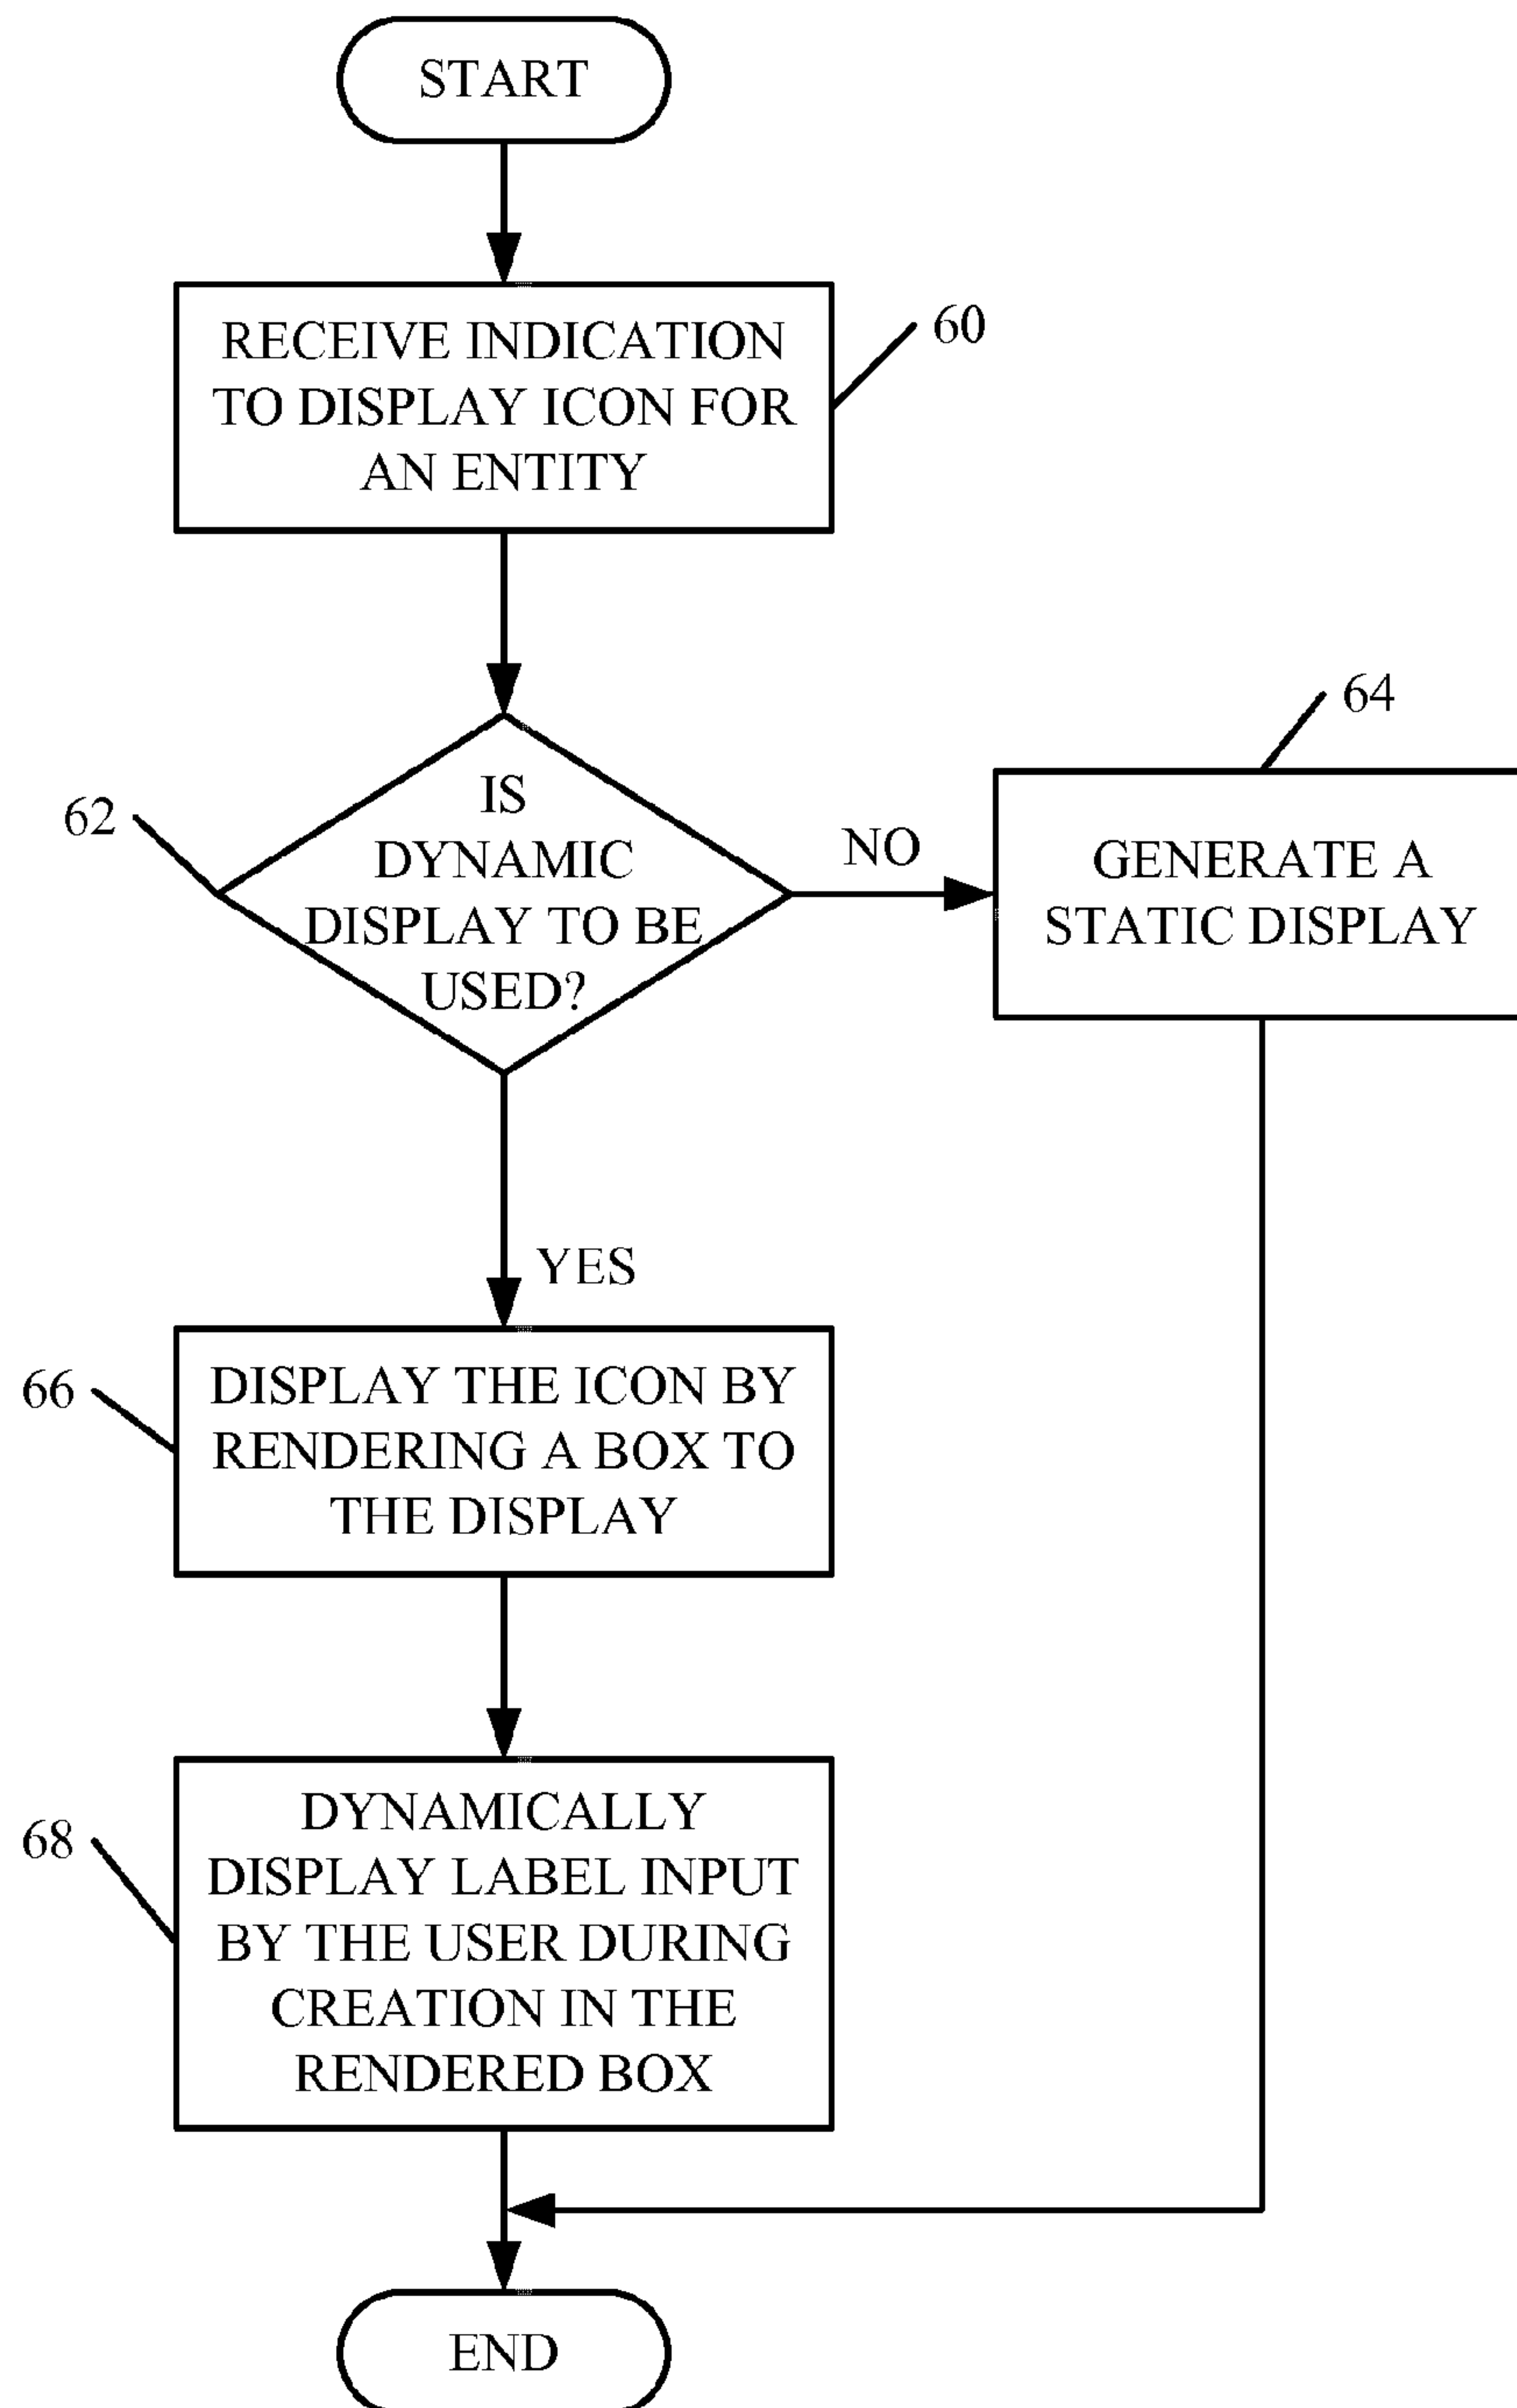 START
RECEIVE INDICATION
TO DISPLAY ICON FOR
AN ENTITY
60
IS
DYNAMIC
DISPLAY TO BE
USED?
62
NO
GENERATE A
STATIC DISPLAY
64
YES
DISPLAY THE ICON BY
RENDERING A BOX TO
THE DISPLAY
66
DYNAMICALLY
DISPLAY LABEL INPUT
BY THE USER DURING
CREATION IN THE
RENDERED BOX
68
END